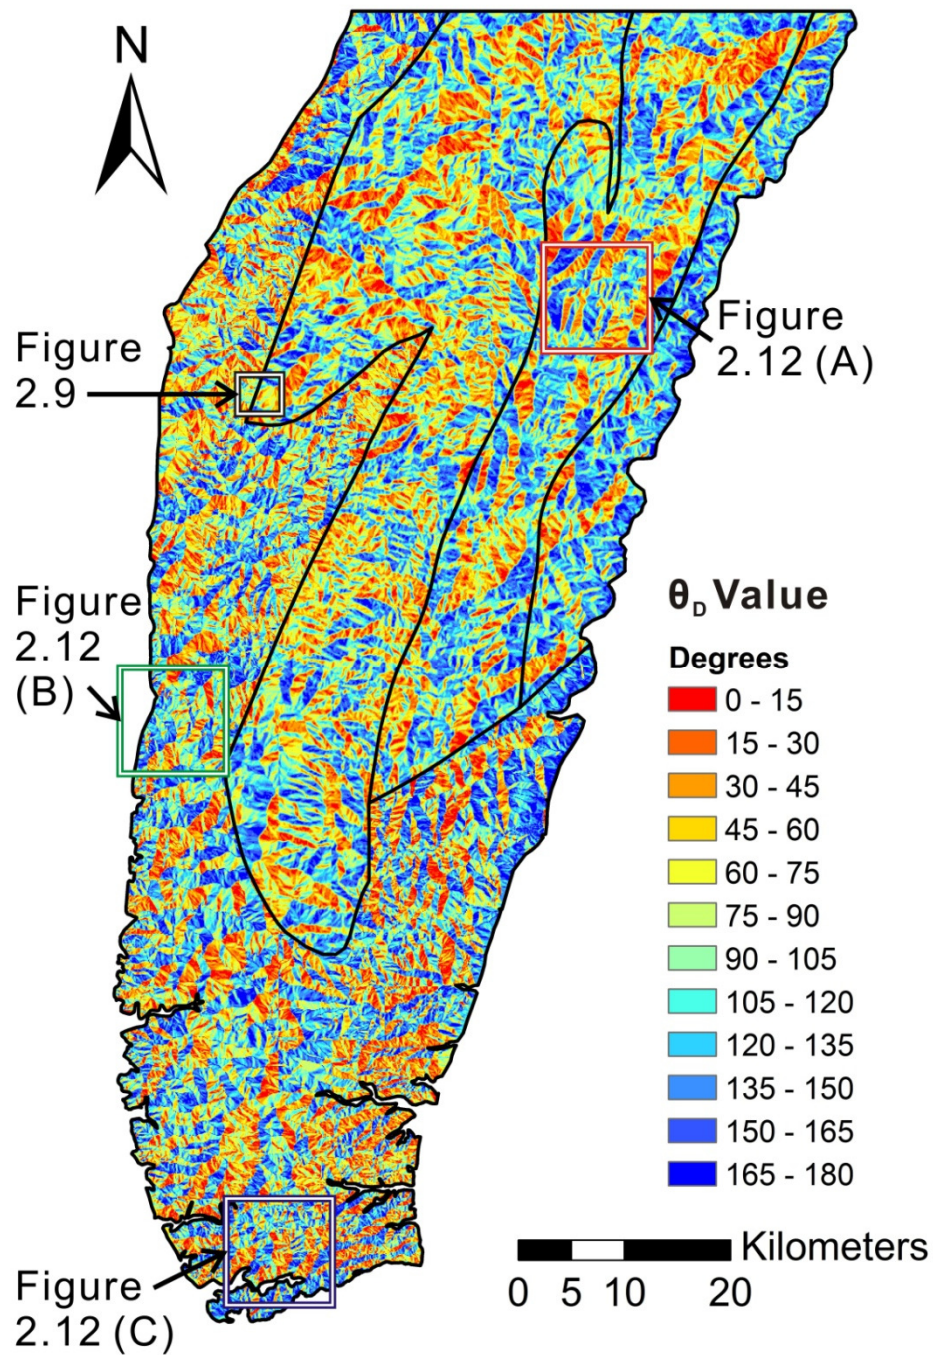 N
Figure
2.12 (A)
Figure
2.9
Figure
2.12
(B)
θD Value
Degrees
0 - 15
15 - 30
30 - 45
45 - 60
60 - 75
75 - 90
90 - 105
105 - 120
120 - 135
135 - 150
150 - 165
165 - 180
Kilometers
0 5 10 20
Figure
2.12 (C)